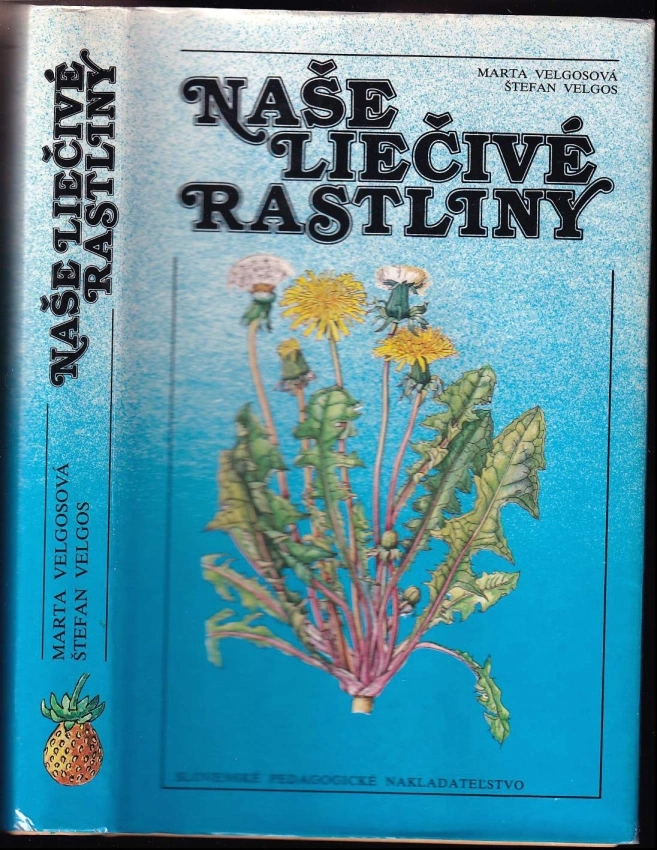 NAŠE LIEČIVÉ
RASTLINY
MARTA VELGOSOVÁ
ŠTEFAN VELGOS
MARTA VELGOSOVÁ
ŠTEFAN VELGOS
NAŠE
LIEČIVÉ
RASTLINY
SLOVENSKÉ PEDAGOGICKÉ NAKLADATEĽSTVO